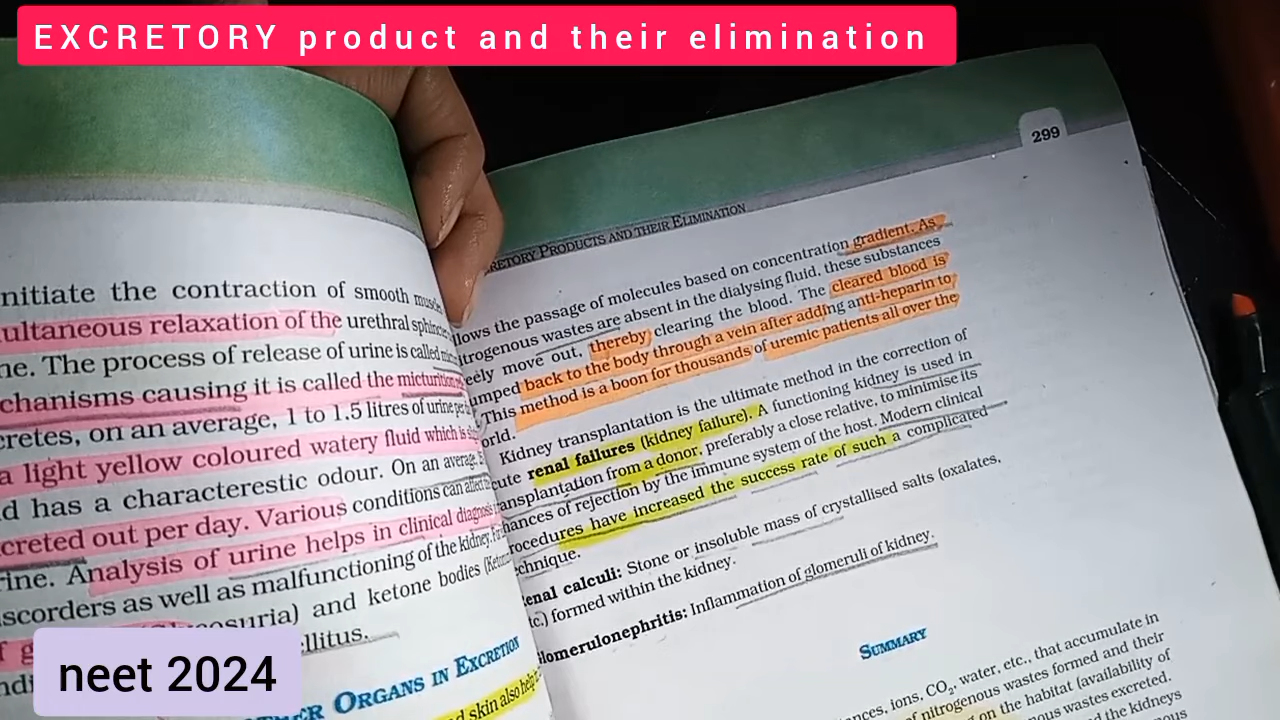 EXCRETORY product and their elimination
neet 2024
nitiate the contraction of smooth
ultaneous relaxation of the urethral
ne. The process of release of urine is called
chanisms causing it is called the
cretes, on an average, 1 to 1.5 litres of urine
a light yellow coloured watery fluid which is
d has a characterestic odour. On an average,
creted out per day. Various conditions can affect
rine. Analysis of urine helps in clinical diagnosis
scorders as well as malfunctioning of the kidney.
osuria) and ketone bodies
llitus.
ER ORGANS IN EXCRETION
d skin also help
299
RETORY PRODUCTS AND THEIR ELIMINATION
lows the passage of molecules based on concentration gradient. As
trogenous wastes are absent in the dialysing fluid, these substances
eely move out, thereby clearing the blood. The cleared blood is
umped back to the body through a vein after adding anti-heparin to
This method is a boon for thousands of uremic patients all over the
orld.
Kidney transplantation is the ultimate method in the correction of
cute renal failures (kidney failure). A functioning kidney is used in
ansplantation from a donor, preferably a close relative, to minimise its
hances of rejection by the immune system of the host. Modern clinical
rocedures have increased the success rate of such a complicated
chnique.
enal calculi: Stone or insoluble mass of crystallised salts (oxalates,
tc.) formed within the kidney.
lomerulonephritis: Inflammation of glomeruli of kidney.
SUMMARY
ances, ions, CO₂, water, etc., that accumulate in
of nitrogenous wastes formed and their
on the habitat (availability of
nous wastes excreted.
the kidneys